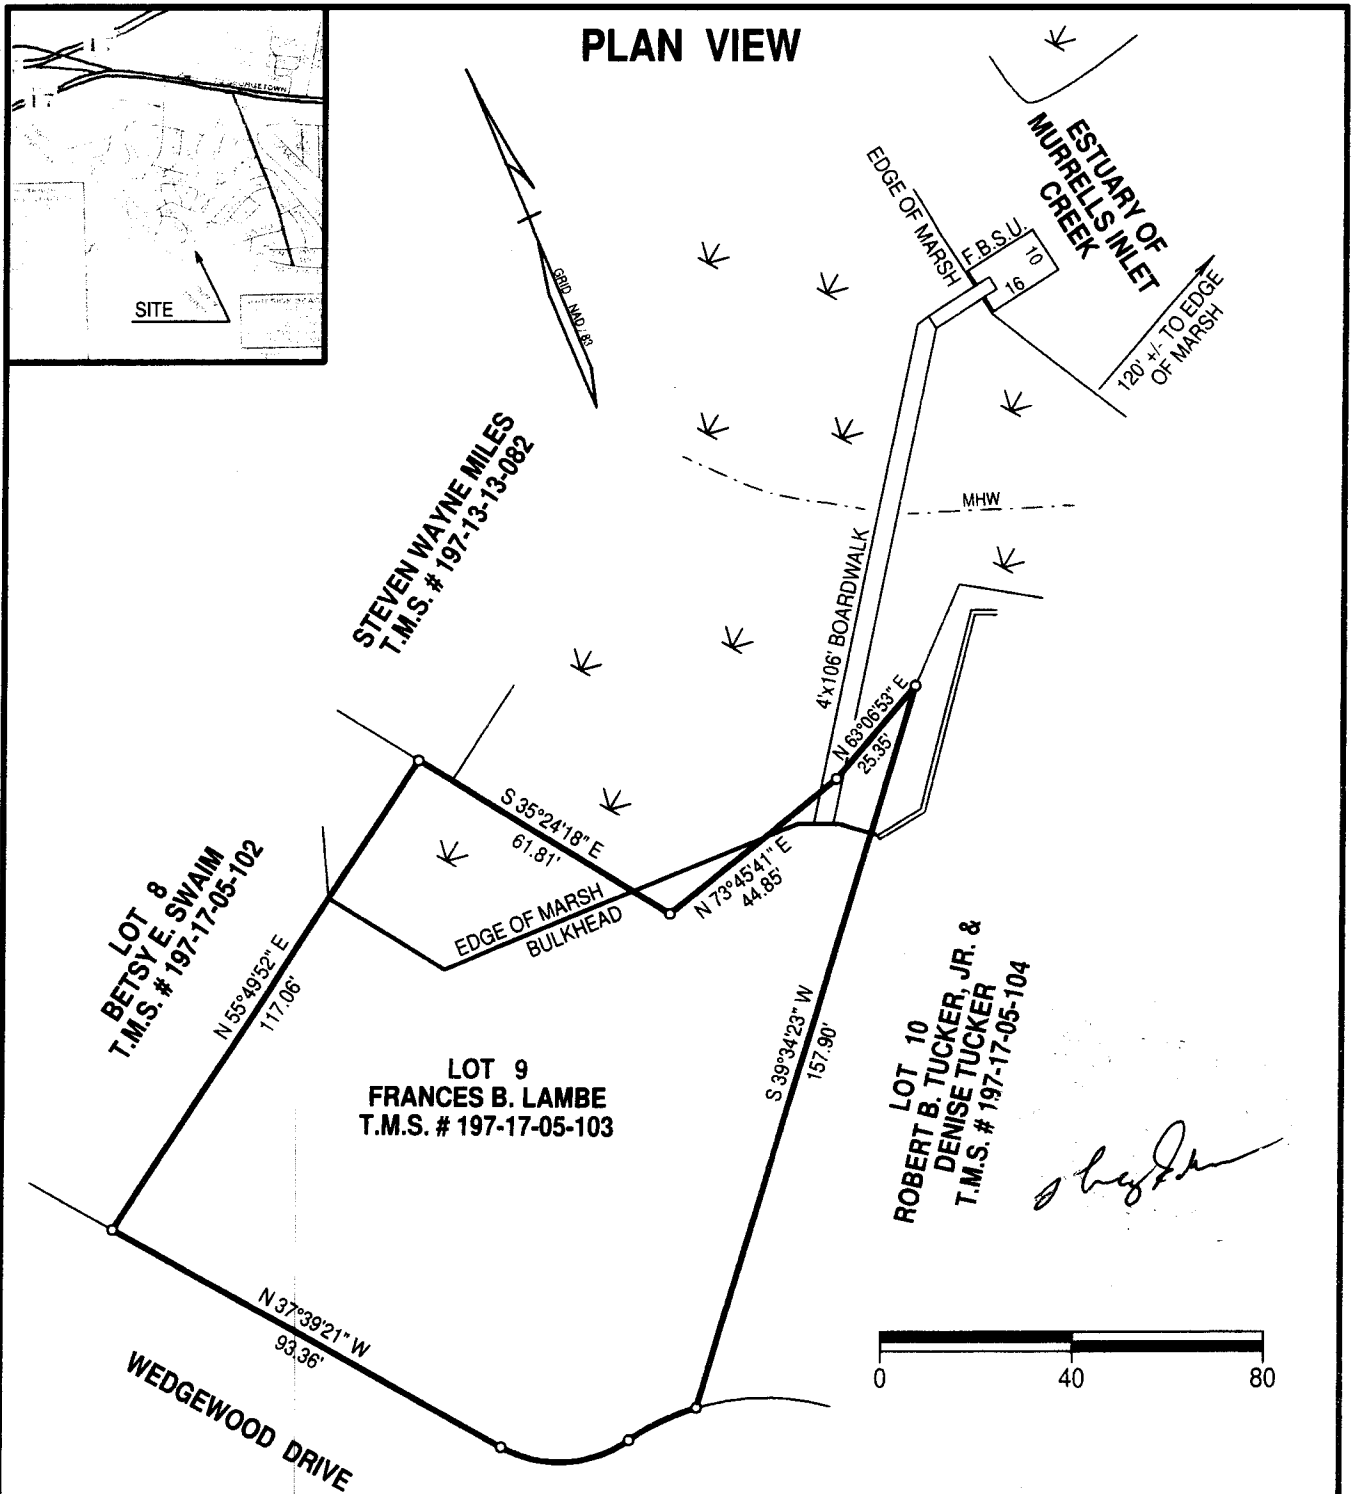 PLAN VIEW
17
SITE
GRID NAD/83
ESTUARY OF
MURRELLS INLET
CREEK
EDGE OF MARSH
F.B.S.U.
10
16
120' +/- TO EDGE
OF MARSH
STEVEN WAYNE MILES
T.M.S. # 197-13-13-082
MHW
4'x106' BOARDWALK
N 63°06'53" E
25.35'
S 35°24'18" E
61.81'
N 73°45'41" E
44.85'
EDGE OF MARSH
BULKHEAD
LOT 8
BETSY E. SWAIM
T.M.S. # 197-17-05-102
N 55°49'52" E
117.06'
LOT 9
FRANCES B. LAMBE
T.M.S. # 197-17-05-103
S 39°34'23" W
157.90'
LOT 10
ROBERT B. TUCKER, JR. &
DENISE TUCKER
T.M.S. # 197-17-05-104
N 37°39'21" W
93.36'
WEDGEWOOD DRIVE
0 40 80